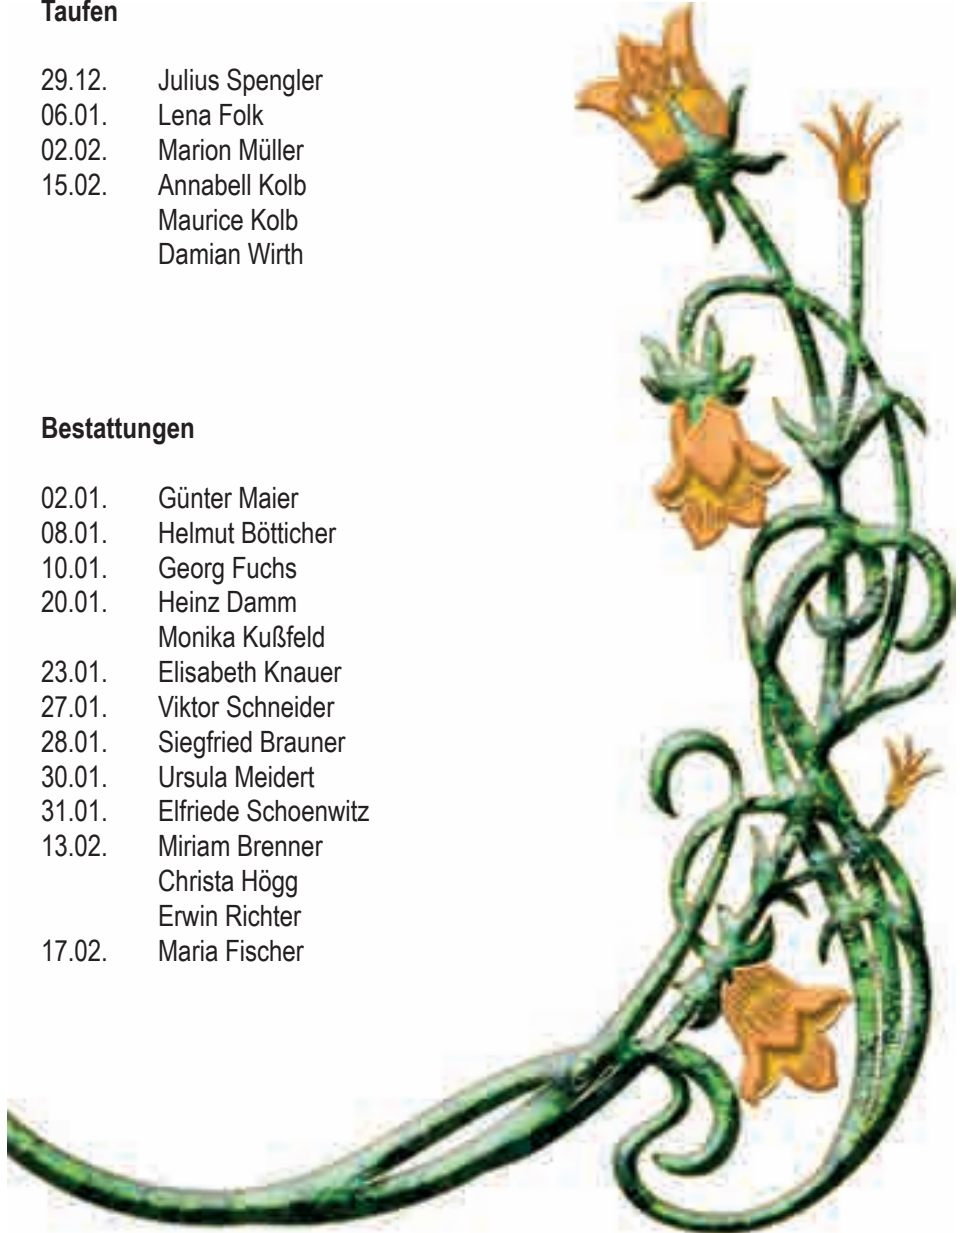 Taufen
29.12. Julius Spengler
06.01. Lena Folk
02.02. Marion Müller
15.02. Annabell Kolb
Maurice Kolb
Damian Wirth
Bestattungen
02.01. Günter Maier
08.01. Helmut Bötticher
10.01. Georg Fuchs
20.01. Heinz Damm
Monika Kußfeld
23.01. Elisabeth Knauer
27.01. Viktor Schneider
28.01. Siegfried Brauner
30.01. Ursula Meidert
31.01. Elfriede Schoenwitz
13.02. Miriam Brenner
Christa Högg
Erwin Richter
17.02. Maria Fischer